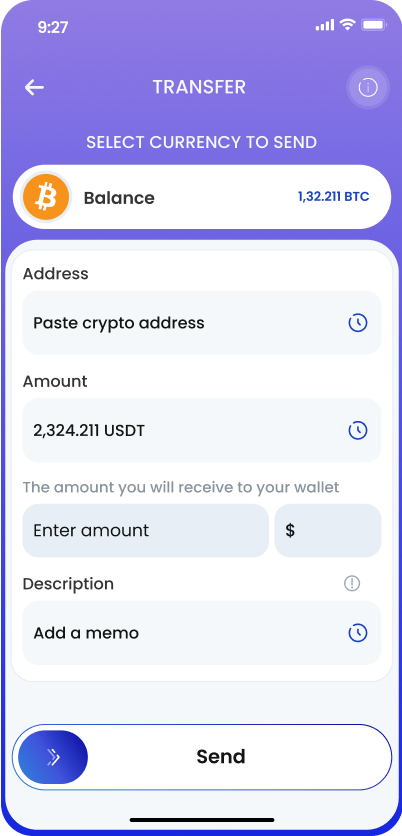 9:27
TRANSFER
SELECT CURRENCY TO SEND
Balance
1,32.211 BTC
Address
Paste crypto address
Amount
2,324.211 USDT
The amount you will receive to your wallet
Enter amount
$
Description
Add a memo
Send